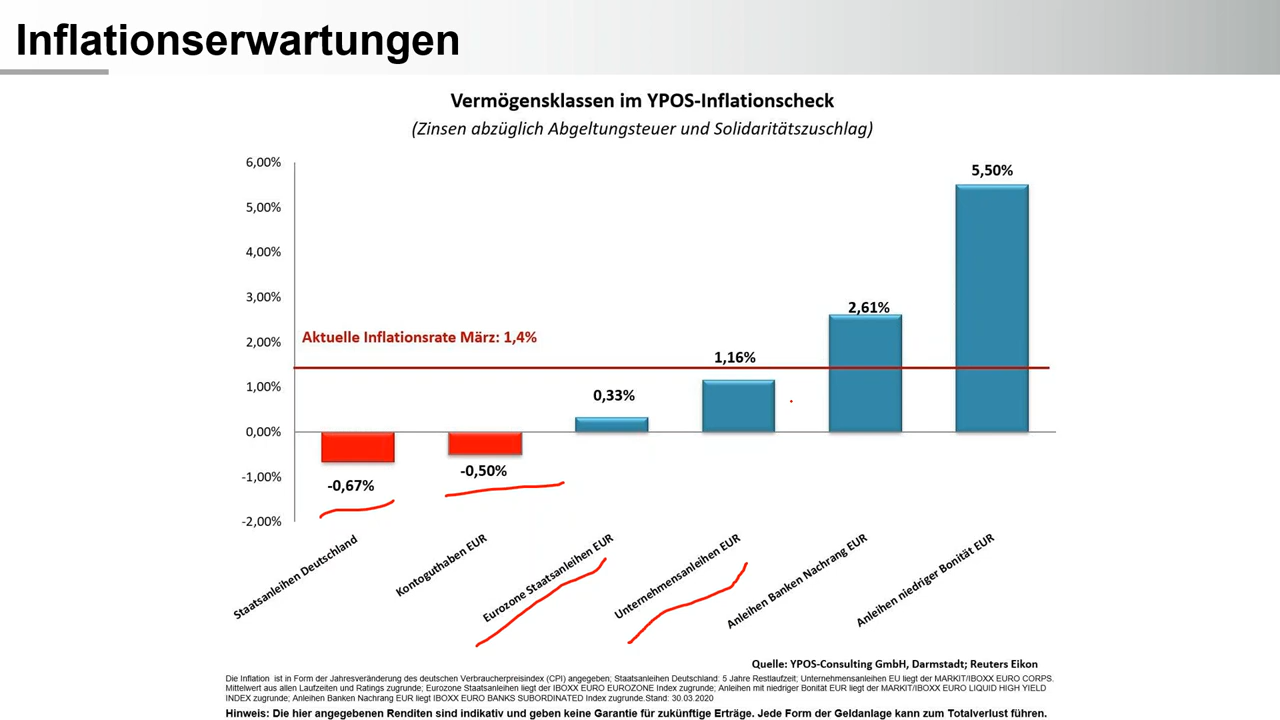 Inflationserwartungen
Vermögensklassen im YPOS-Inflationscheck
(Zinsen abzüglich Abgeltungsteuer und Solidaritätszuschlag)
6,00%
5,00%
4,00%
3,00%
2,00%
1,00%
0,00%
-1,00%
-2,00%
Aktuelle Inflationsrate März: 1,4%
-0,67%
-0,50%
0,33%
1,16%
2,61%
5,50%
Staatsanleihen Deutschland
Kontoguthaben EUR
Eurozone Staatsanleihen EUR
Unternehmensanleihen EUR
Anleihen Banken Nachrang EUR
Anleihen niedriger Bonität EUR
Quelle: YPOS-Consulting GmbH, Darmstadt; Reuters Eikon
Die Inflation ist in Form der Jahresveränderung des deutschen Verbraucherpreisindex (CPI) angegeben; Staatsanleihen Deutschland: 5 Jahre Restlaufzeit; Unternehmensanleihen EU liegt der MARKIT/IBOXX EURO CORPS.
Mittelwert aus allen Laufzeiten und Ratings zugrunde; Eurozone Staatsanleihen liegt der IBOXX EURO EUROZONE Index zugrunde; Anleihen mit niedriger Bonität EUR liegt der MARKIT/IBOXX EURO LIQUID HIGH YIELD
INDEX zugrunde; Anleihen Banken Nachrang EUR liegt IBOXX EURO BANKS SUBORDINATED Index zugrunde.Stand: 30.03.2020
Hinweis: Die hier angegebenen Renditen sind indikativ und geben keine Garantie für zukünftige Erträge. Jede Form der Geldanlage kann zum Totalverlust führen.